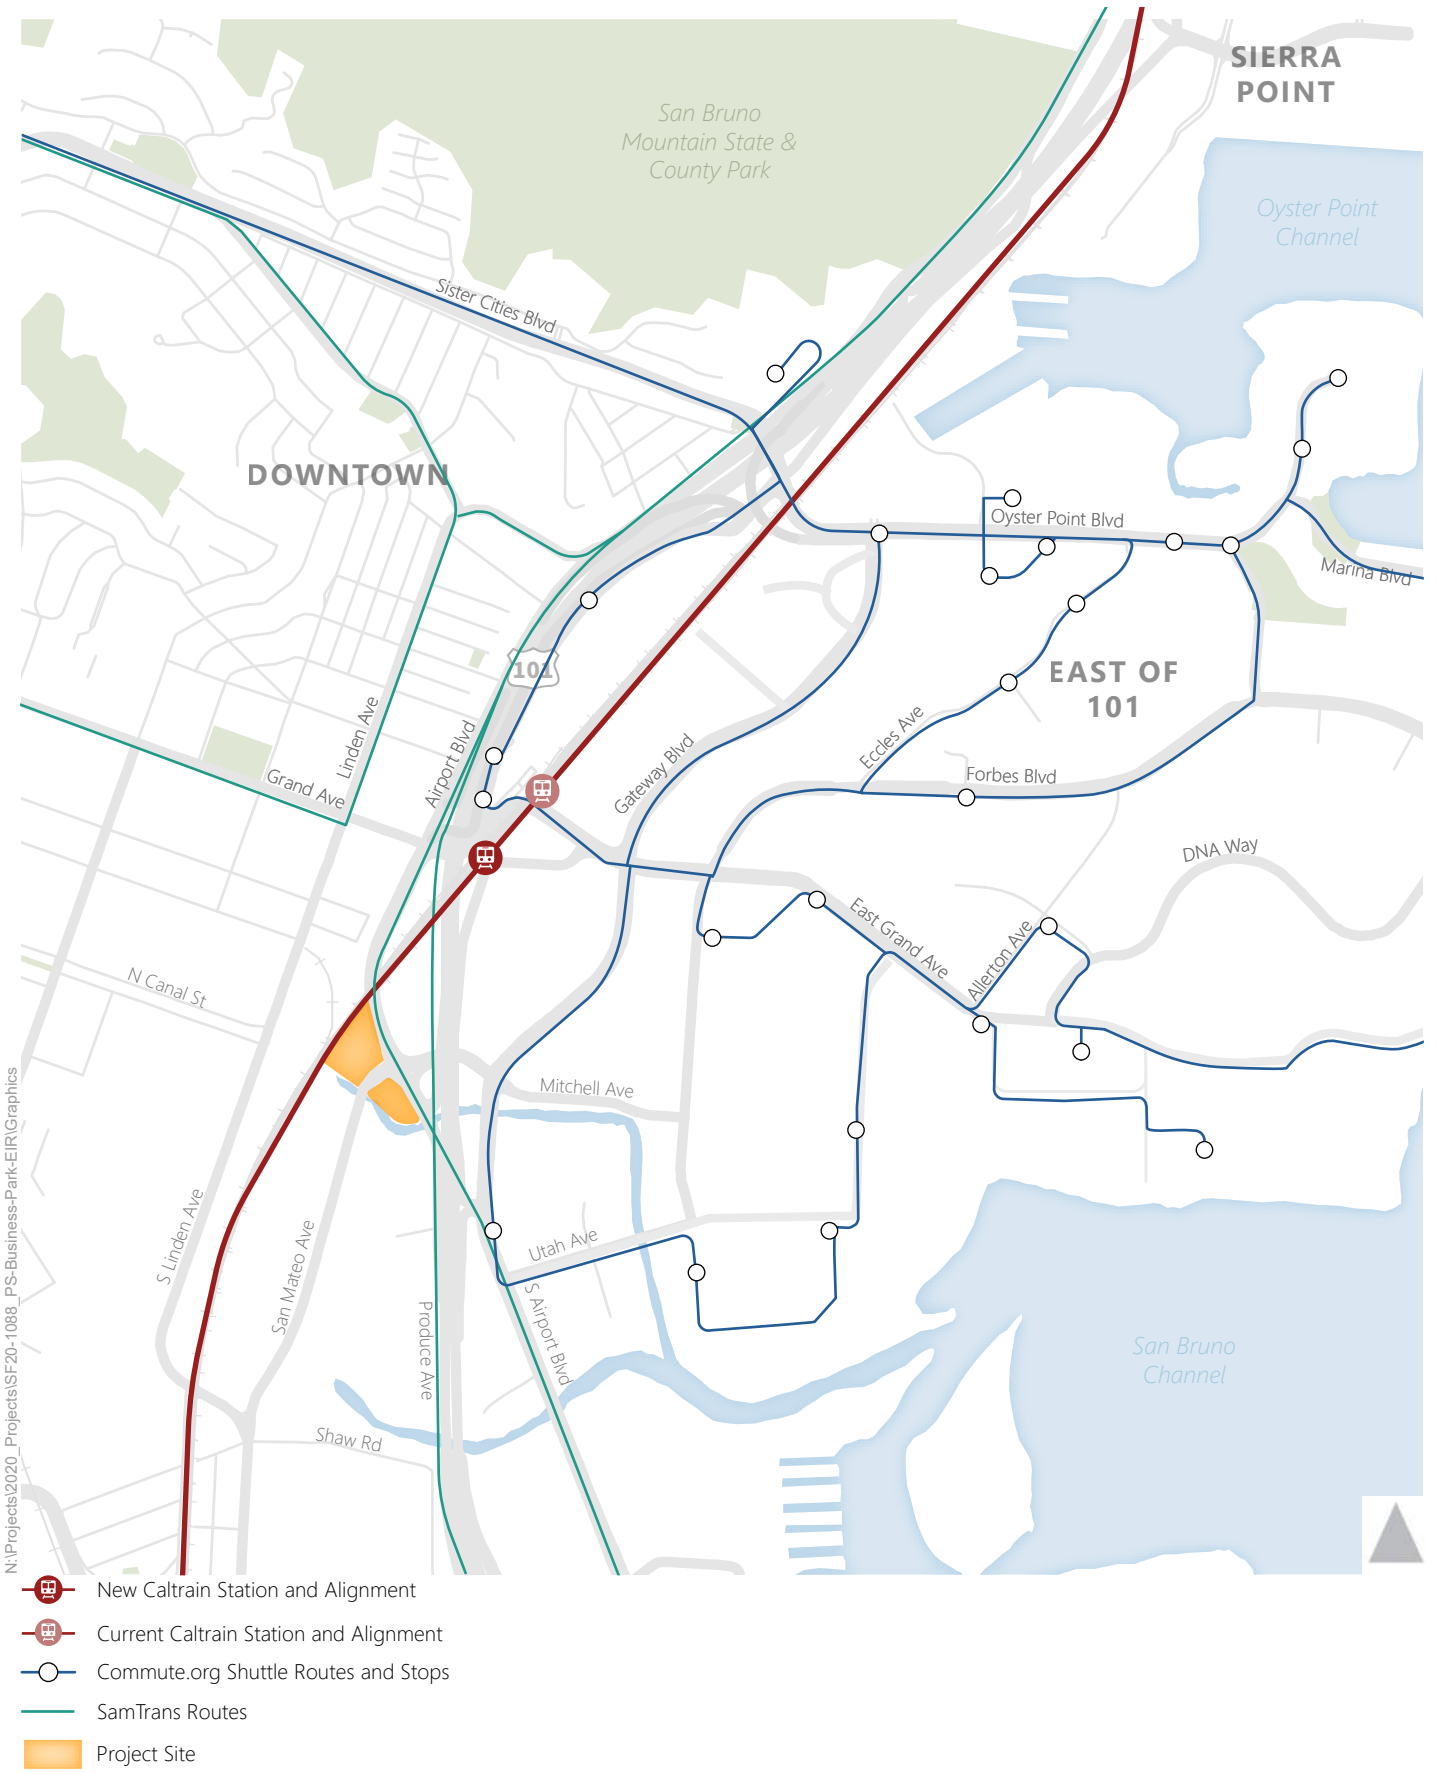 SIERRA
POINT
San Bruno
Mountain State &
County Park
Oyster Point
Channel
Sister Cities Blvd
DOWNTOWN
Oyster Point Blvd
Marina Blvd
101
EAST OF
101
Linden Ave
Airport Blvd
Grand Ave
Gateway Blvd
Eccles Ave
Forbes Blvd
DNA Way
East Grand Ave
Allerton Ave
N Canal St
Mitchell Ave
S Linden Ave
San Mateo Ave
Utah Ave
S Airport Blvd
Produce Ave
San Bruno
Channel
Shaw Rd
N:\Projects\2020_Projects\SF20-1088_PS-Business-Park-EIR\Graphics
New Caltrain Station and Alignment
Current Caltrain Station and Alignment
Commute.org Shuttle Routes and Stops
SamTrans Routes
Project Site